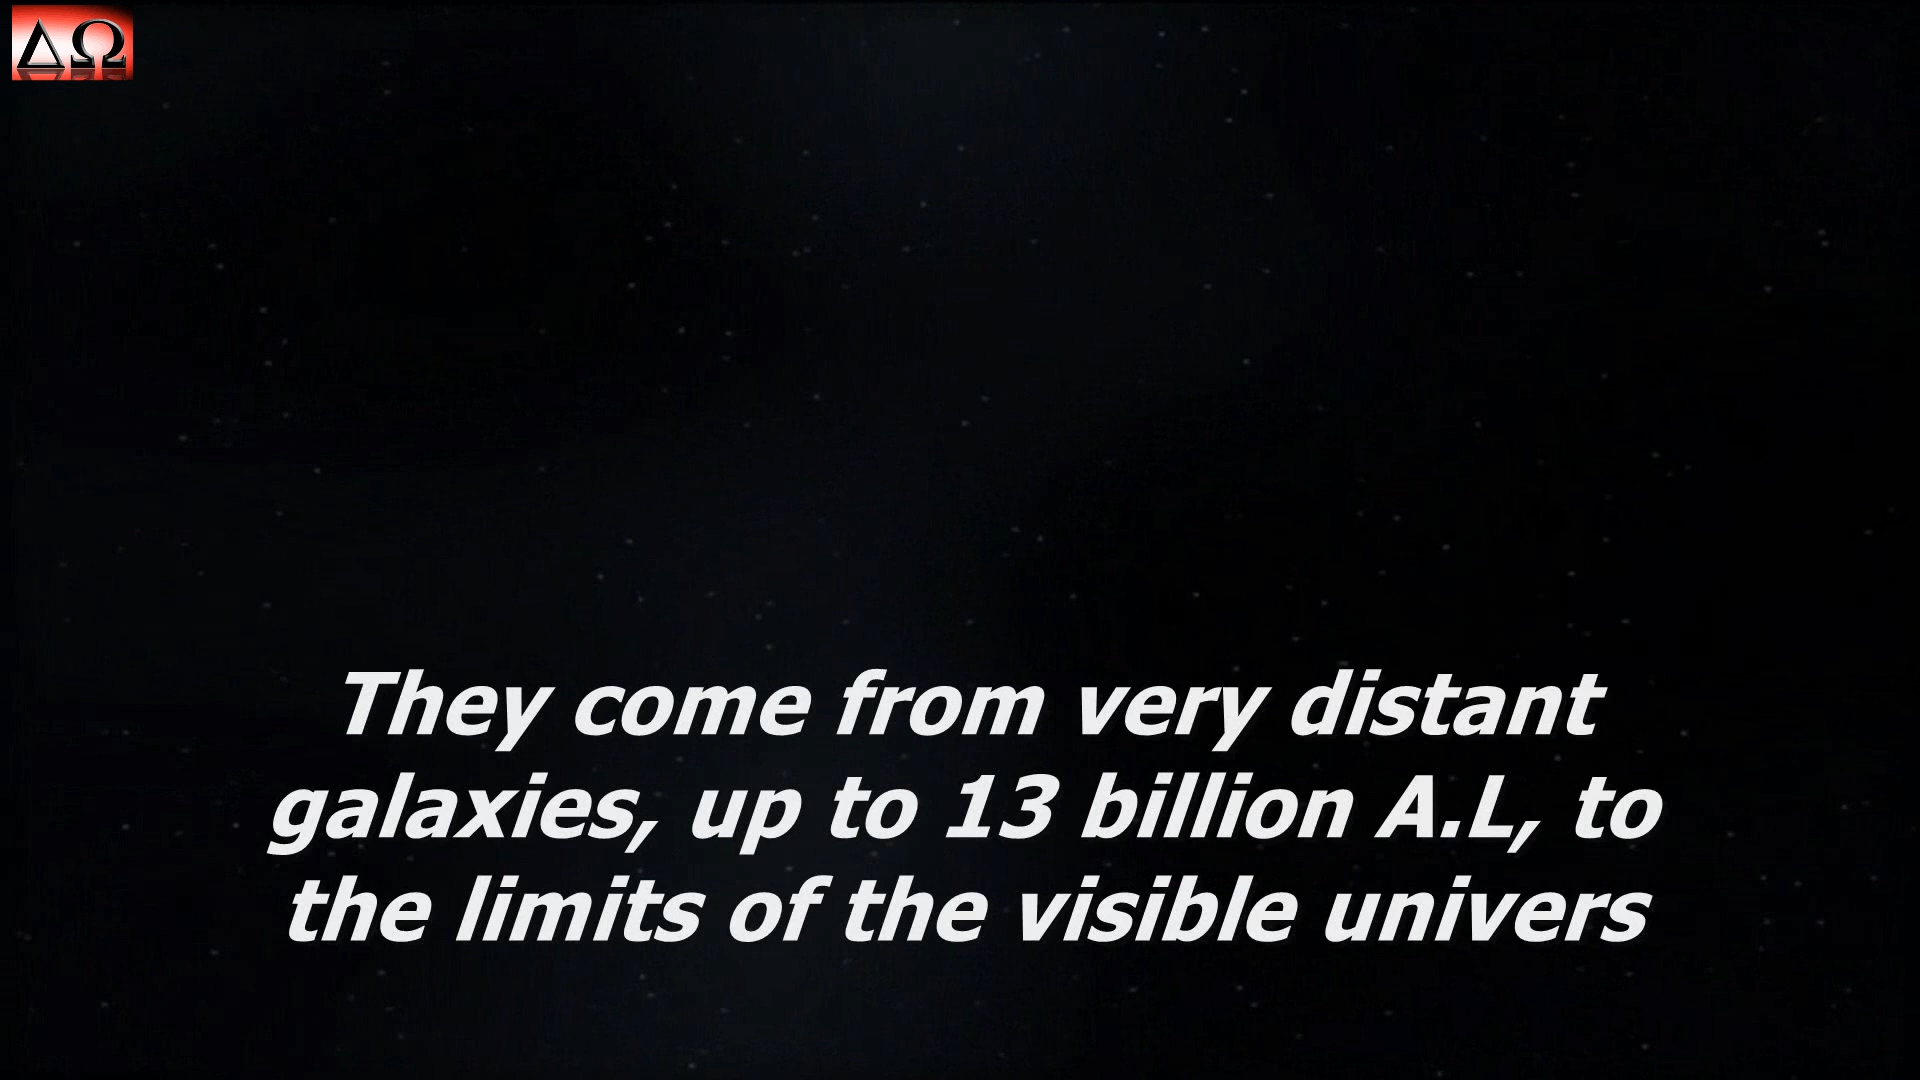 ΔΩ
They come from very distant
galaxies, up to 13 billion A.L, to
the limits of the visible univers